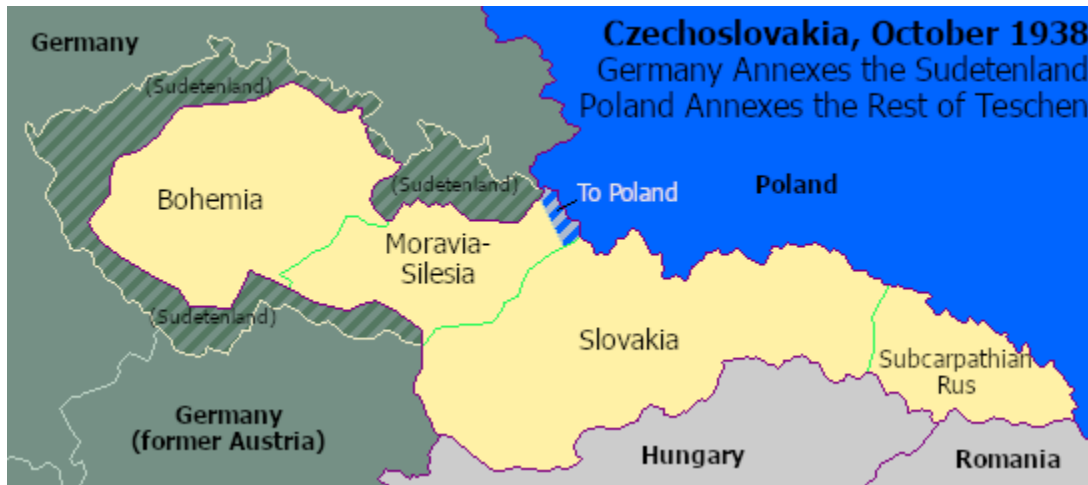 Germany
Czechoslovakia, October 1938
Germany Annexes the Sudetenland
Poland Annexes the Rest of Teschen
(Sudetenland)
(Sudetenland)
To Poland
Poland
Bohemia
Moravia-
Silesia
(Sudetenland)
Slovakia
Subcarpathian
Rus
Germany
(former Austria)
Hungary
Romania